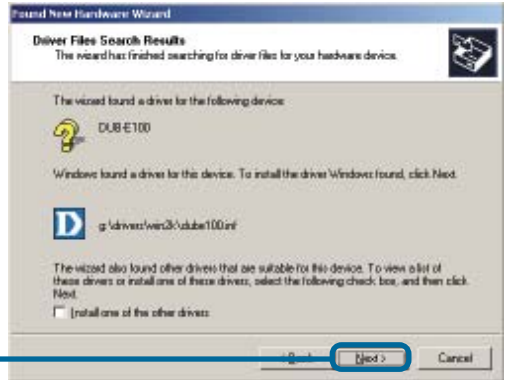 Found New Hardware Wizard
Driver Files Search Results
The wizard has finished searching for driver files for your hardware device.
The wizard found a driver for the following device:
DUB-E100
Windows found a driver for this device. To install the driver Windows found, click Next.
g:\drivers\win2k\dube100.inf
The wizard also found other drivers that are suitable for this device. To view a list of
these drivers or install one of these drivers, select the following check box, and then click
Next.
Install one of the other drivers
< Back
Next >
Cancel